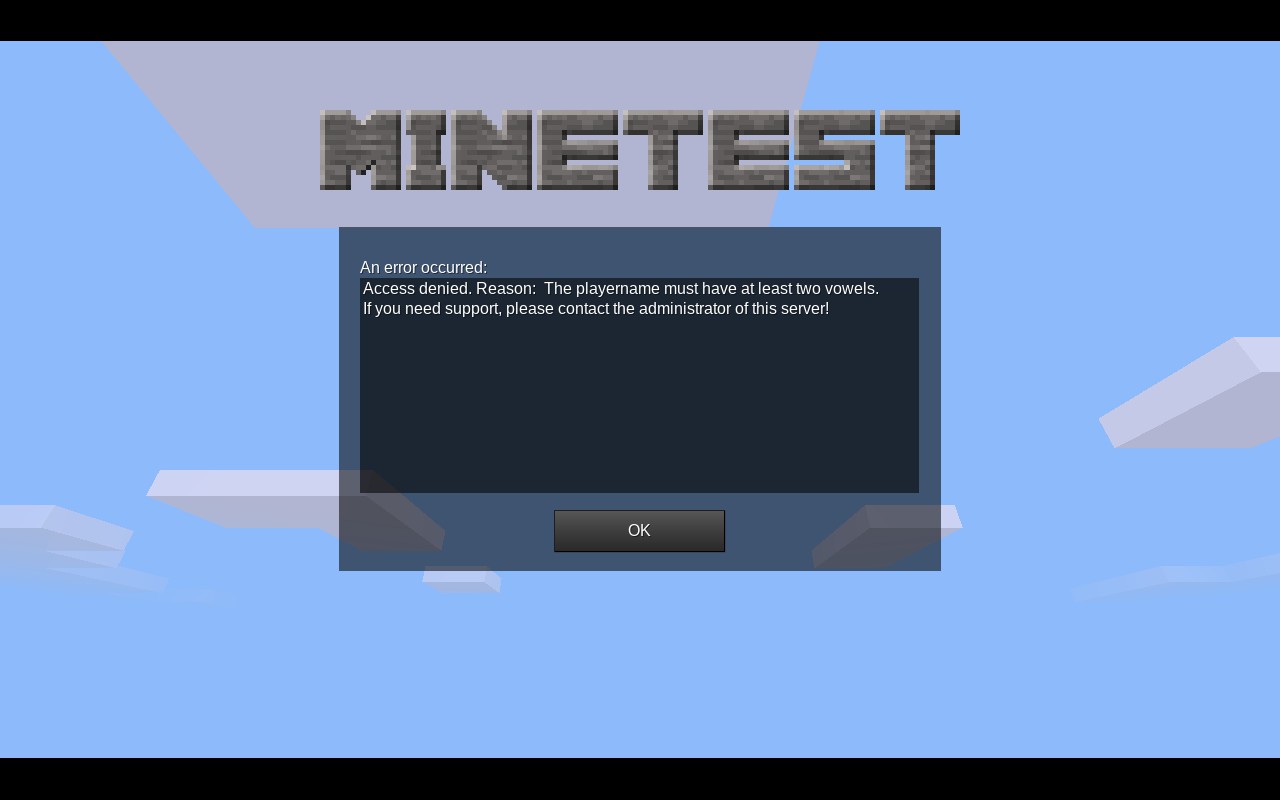 MINETEST
An error occurred:
Access denied. Reason:  The playername must have at least two vowels.
If you need support, please contact the administrator of this server!
OK